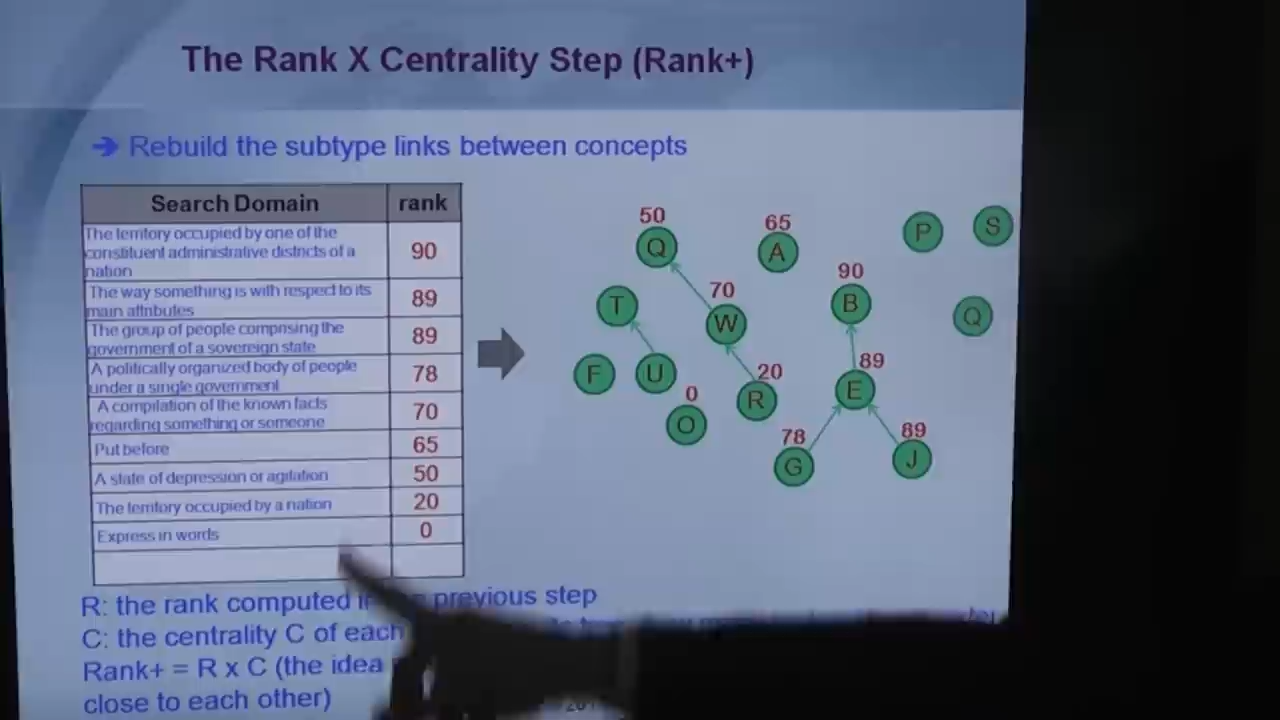 The Rank X Centrality Step (Rank+)
➔ Rebuild the subtype links between concepts
Search Domain rank
The territory occupied by one of the
constituent administrative districts of a
nation
90
The way something is with respect to its
main attributes
89
The group of people comprising the
government of a sovereign state
89
A politically organized body of people
under a single government
78
A compilation of the known facts
regarding something or someone
70
Put before 65
A state of depression or agitation 50
The territory occupied by a nation 20
Express in words 0
50
Q
65
A
P
S
90
B
T
70
W
Q
F
U
20
R
89
E
0
O
78
G
89
J
R: the rank computed previous step
C: the centrality C of each
Rank+ = R x C (the idea
close to each other)